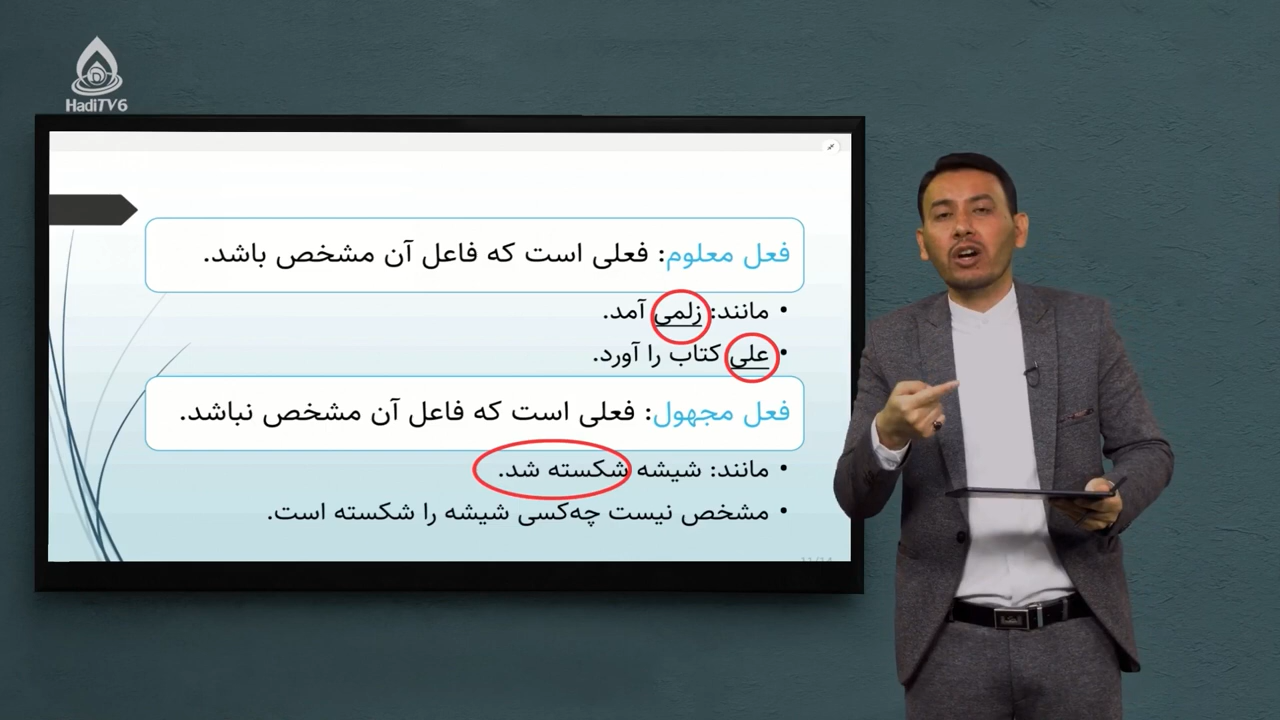 HadiTV6
فعل معلوم: فعلی است که فاعل آن مشخص باشد.
• مانند: زلمی آمد.
• علی کتاب را آورد.
فعل مجهول: فعلی است که فاعل آن مشخص نباشد.
• مانند: شیشه شکسته شد.
• مشخص نیست چه‌کسی شیشه را شکسته است.